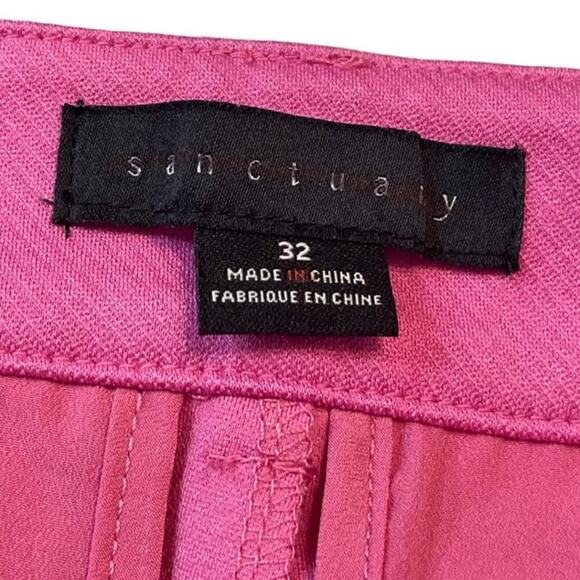 sanctuary
32
MADE IN CHINA
FABRIQUE EN CHINE